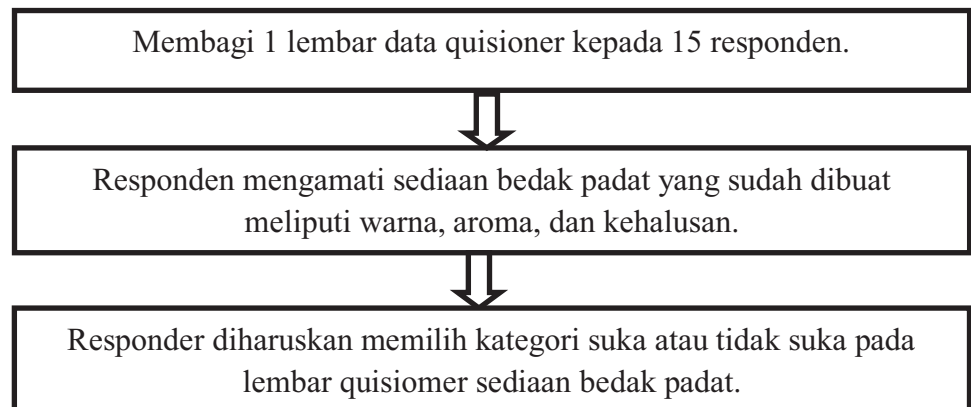 Membagi 1 lembar data quisioner kepada 15 responden.
Responden mengamati sediaan bedak padat yang sudah dibuat
meliputi warna, aroma, dan kehalusan.
Responder diharuskan memilih kategori suka atau tidak suka pada
lembar quisiomer sediaan bedak padat.